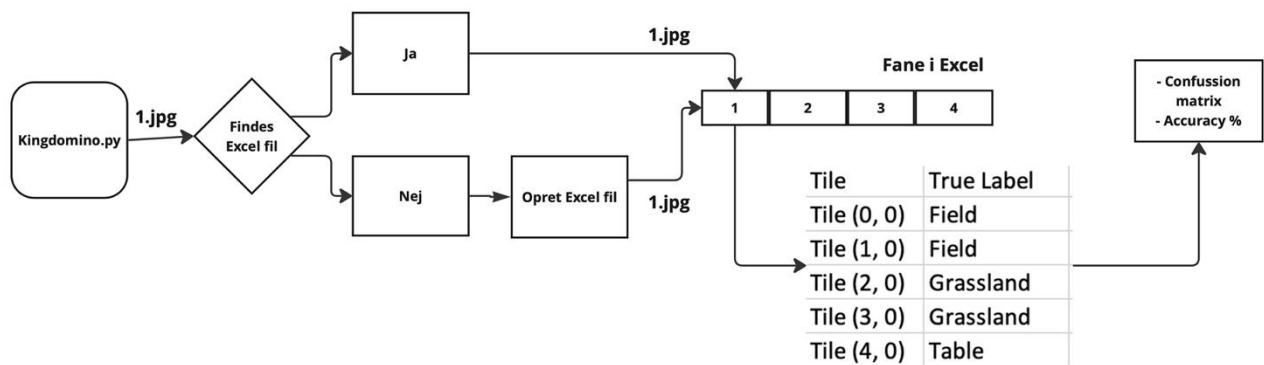 Kingdomino.py
1.jpg
Findes
Excel fil
Ja
Nej
Opret Excel fil
1.jpg
1.jpg
Fane i Excel
1 2 3 4
Tile True Label
Tile (0, 0) Field
Tile (1, 0) Field
Tile (2, 0) Grassland
Tile (3, 0) Grassland
Tile (4, 0) Table
- Confussion
matrix
- Accuracy %